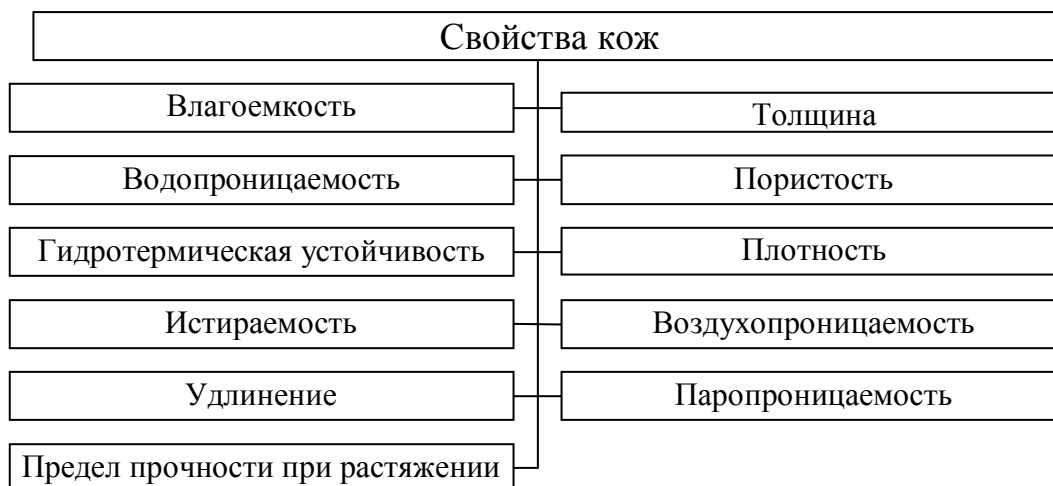 Свойства кож
Влагоемкость
Толщина
Водопроницаемость
Пористость
Гидротермическая устойчивость
Плотность
Истираемость
Воздухопроницаемость
Удлинение
Паропроницаемость
Предел прочности при растяжении